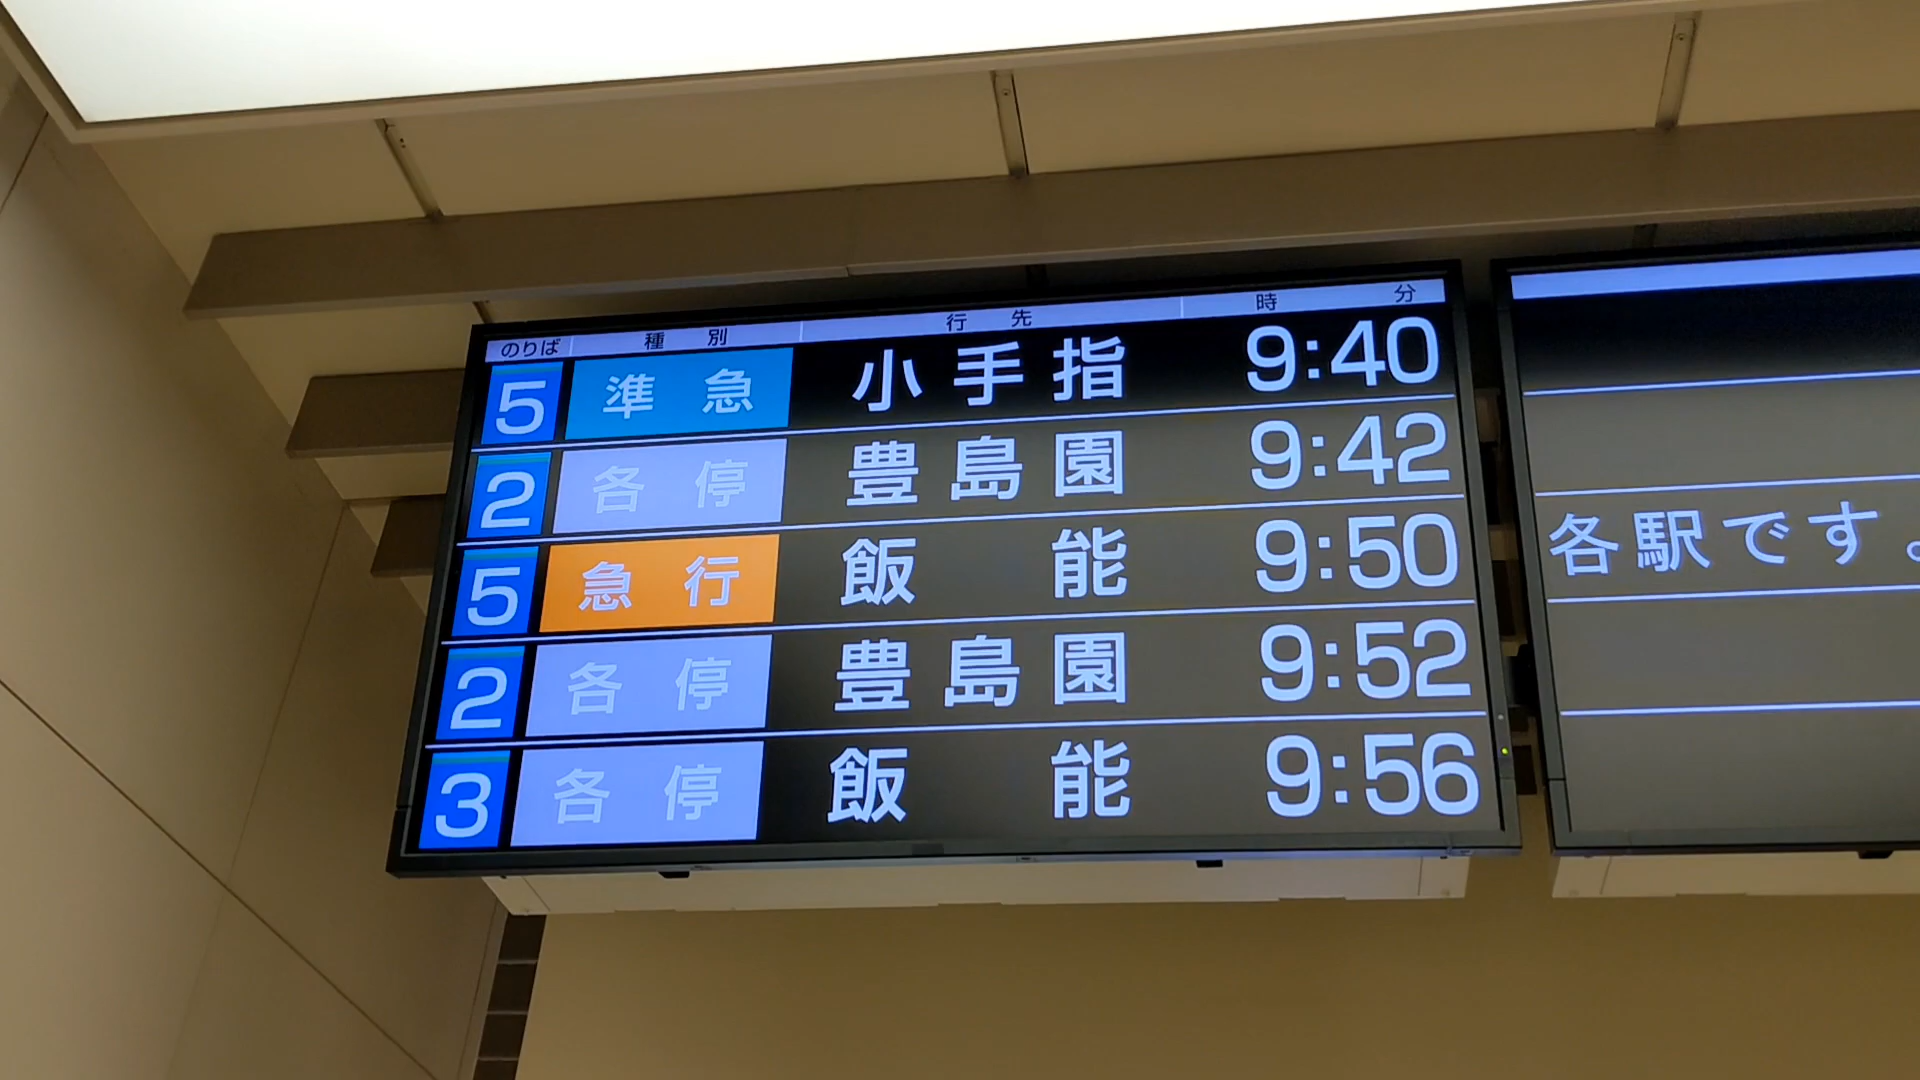 のりば 種別 行先 時 分
5 準急 小手指 9:40
2 各停 豊島園 9:42
5 急行 飯能 9:50
2 各停 豊島園 9:52
3 各停 飯能 9:56
各駅です。